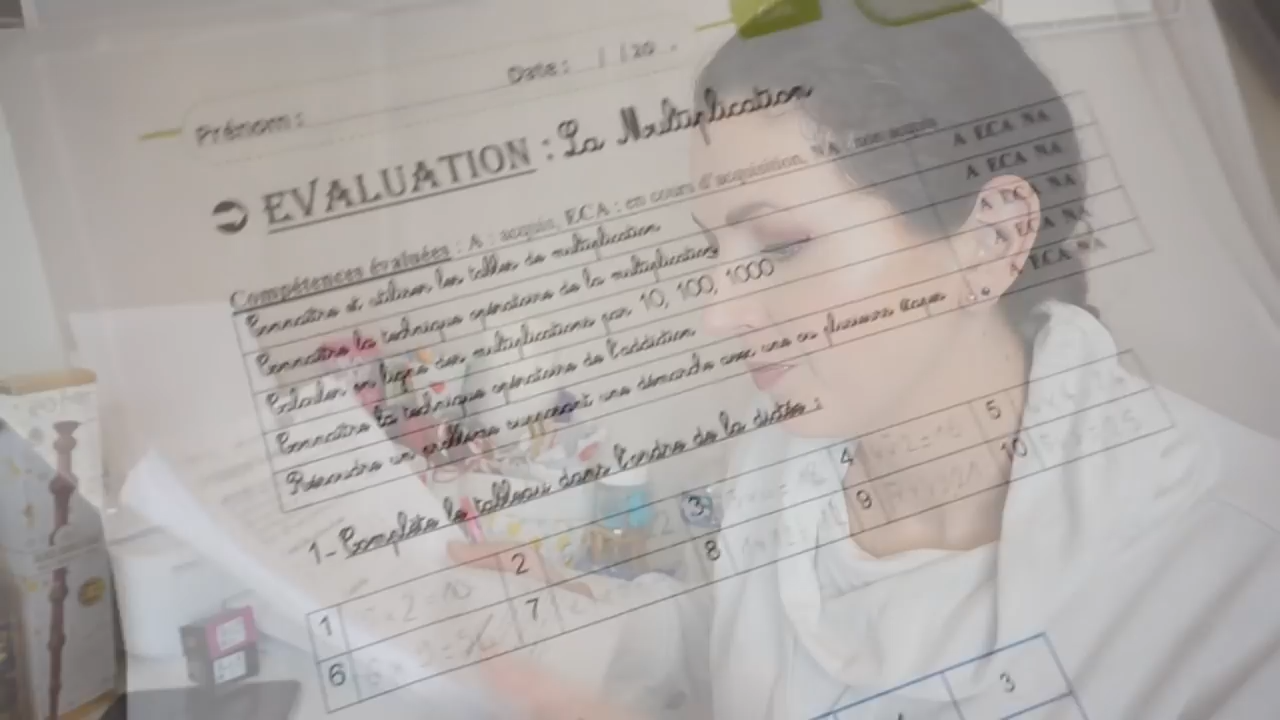 Date : / /20
Prénom :
EVALUATION : La Multiplication
Compétences évaluées : A : acquis, ECA : en cours d'acquisition, NA : non acquis
Connaître et utiliser les tables de multiplication. A ECA NA
Connaître la technique opératoire de la multiplication A ECA NA
Calculer en ligne des multiplications par 10, 100, 1000 A ECA NA
Connaître la technique opératoire de l'addition A ECA NA
Résoudre un problème concernant une démarche avec une ou plusieurs étapes A ECA NA
1- Complète le tableau dans l'ordre de la dictée :
1 2 3 4 5
6 7 8 9 10
3